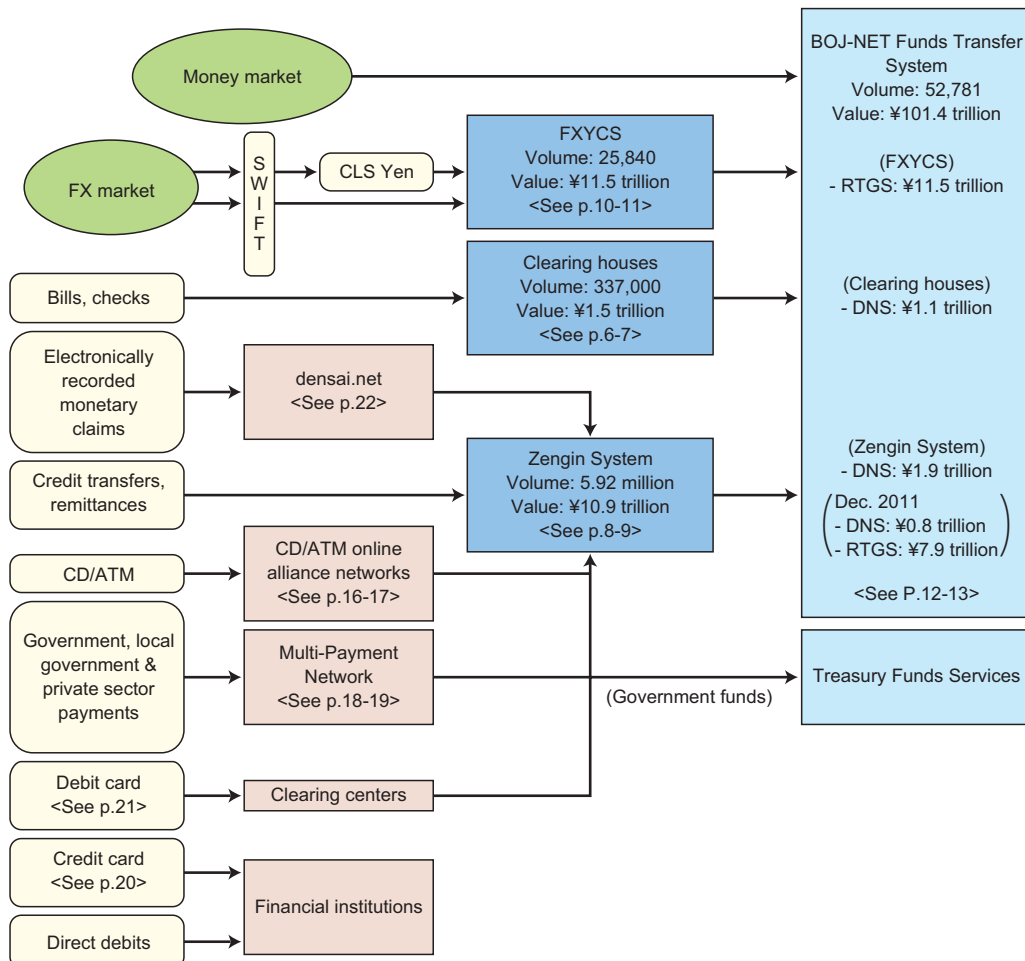 Money market
FX market
S
W
I
F
T
CLS Yen
FXYCS
Volume: 25,840
Value: ¥11.5 trillion
<See p.10-11>
BOJ-NET Funds Transfer
System
Volume: 52,781
Value: ¥101.4 trillion
(FXYCS)
- RTGS: ¥11.5 trillion
Bills, checks
Clearing houses
Volume: 337,000
Value: ¥1.5 trillion
<See p.6-7>
(Clearing houses)
- DNS: ¥1.1 trillion
Electronically
recorded
monetary
claims
densai.net
<See p.22>
Credit transfers,
remittances
Zengin System
Volume: 5.92 million
Value: ¥10.9 trillion
<See p.8-9>
(Zengin System)
- DNS: ¥1.9 trillion
(Dec. 2011
- DNS: ¥0.8 trillion
- RTGS: ¥7.9 trillion)
<See P.12-13>
CD/ATM
CD/ATM online
alliance networks
<See p.16-17>
Government, local
government &
private sector
payments
Multi-Payment
Network
<See p.18-19>
(Government funds)
Treasury Funds Services
Debit card
<See p.21>
Clearing centers
Credit card
<See p.20>
Financial institutions
Direct debits